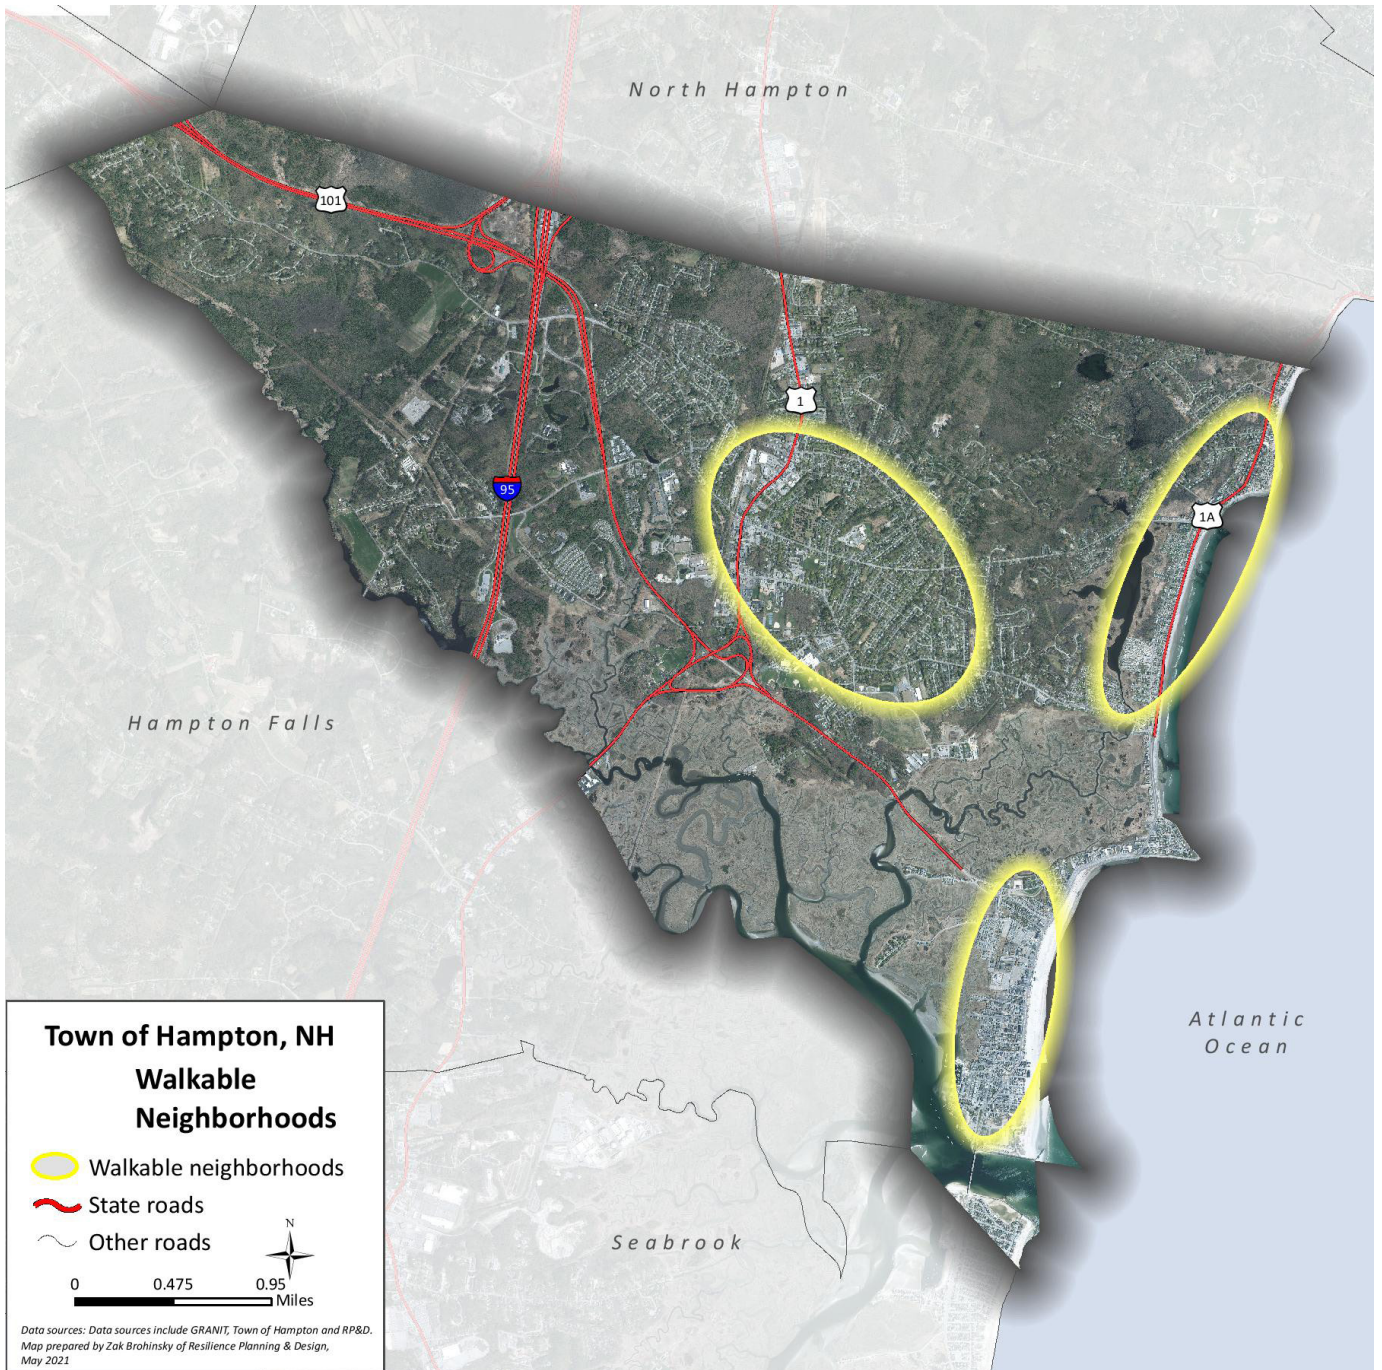 North Hampton
101
1
95
1A
Hampton Falls
Atlantic
Ocean
Seabrook
Town of Hampton, NH
Walkable
Neighborhoods
Walkable neighborhoods
State roads
Other roads
N
0 0.475 0.95
Miles
Data sources: Data sources include GRANIT, Town of Hampton and RP&D.
Map prepared by Zak Brohinsky of Resilience Planning & Design,
May 2021